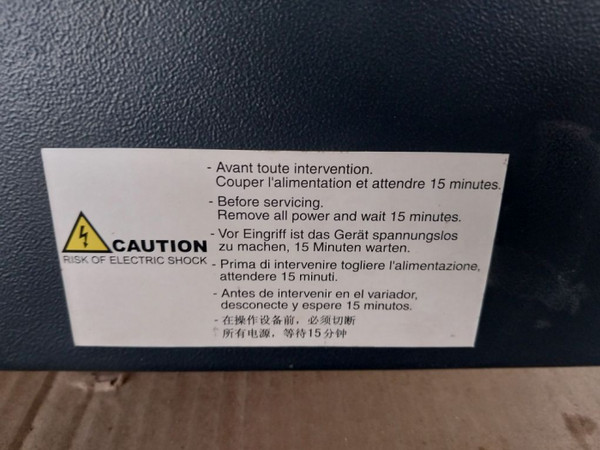 CAUTION
RISK OF ELECTRIC SHOCK
- Avant toute intervention.
Couper l'alimentation et attendre 15 minutes.
- Before servicing.
Remove all power and wait 15 minutes.
- Vor Eingriff ist das Gerät spannungslos
zu machen, 15 Minuten warten.
- Prima di intervenire togliere l'alimentazione,
attendere 15 minuti.
- Antes de intervenir en el variador,
desconecte y espere 15 minutos.
- 在操作设备前，必须切断
所有电源，等待15分钟